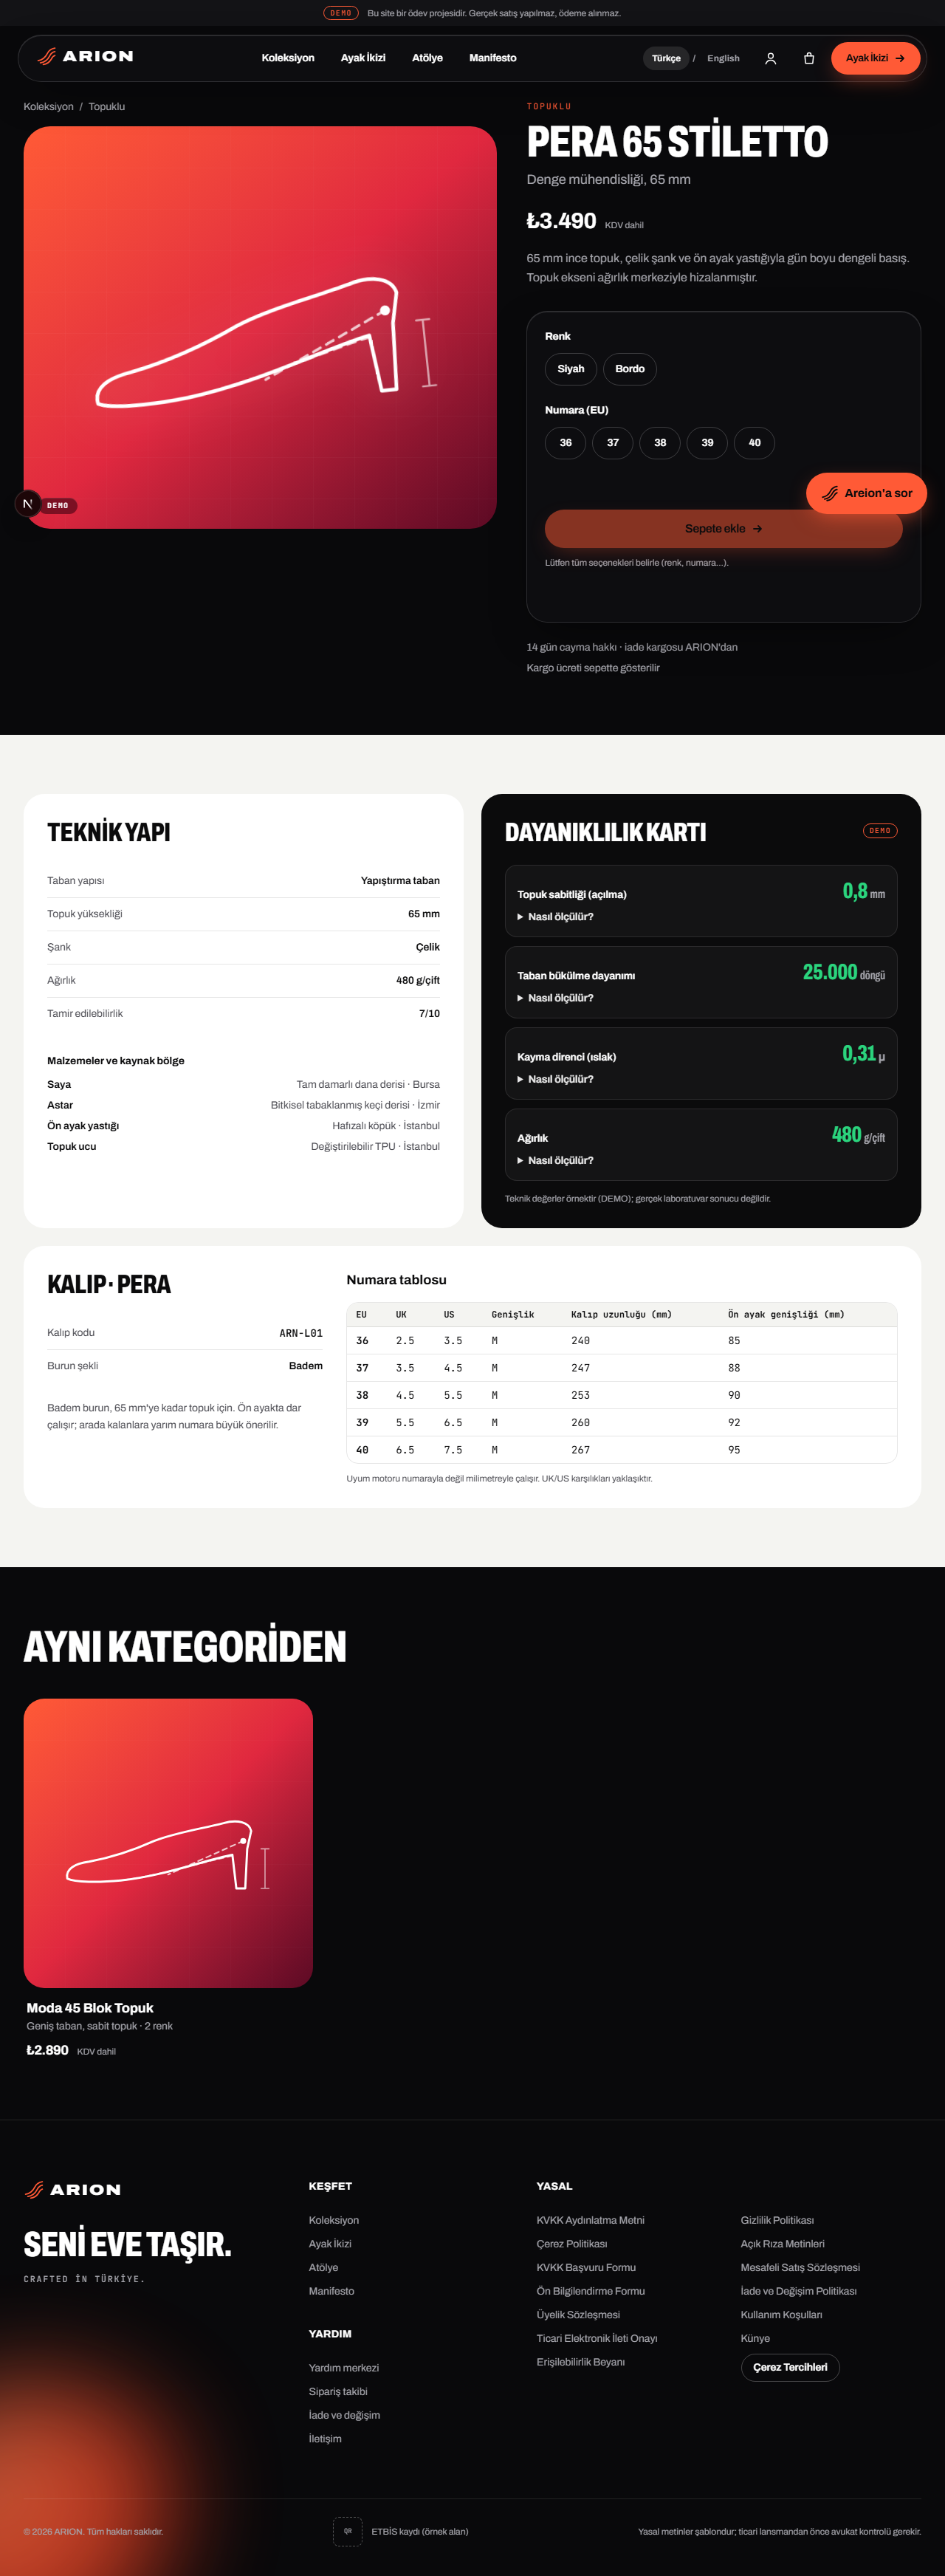 DEMO Bu site bir ödev projesidir. Gerçek satış yapılmaz, ödeme alınmaz.
ARION Koleksiyon Ayak İkizi Atölye Manifesto Türkçe / English Ayak İkizi →
Koleksiyon / Topuklu
N DEMO
TOPUKLU
PERA 65 STİLETTO
Denge mühendisliği, 65 mm
₺3.490 KDV dahil
65 mm ince topuk, çelik şank ve ön ayak yastığıyla gün boyu dengeli basış.
Topuk ekseni ağırlık merkeziyle hizalanmıştır.
Renk
Siyah Bordo
Numara (EU)
36 37 38 39 40
Areion'a sor
Sepete ekle →
Lütfen tüm seçenekleri belirle (renk, numara…).
14 gün cayma hakkı · iade kargosu ARION'dan
Kargo ücreti sepette gösterilir
TEKNİK YAPI
Taban yapısı Yapıştırma taban
Topuk yüksekliği 65 mm
Şank Çelik
Ağırlık 480 g/çift
Tamir edilebilirlik 7/10
Malzemeler ve kaynak bölge
Saya Tam damarlı dana derisi · Bursa
Astar Bitkisel tabaklanmış keçi derisi · İzmir
Ön ayak yastığı Hafızalı köpük · İstanbul
Topuk ucu Değiştirilebilir TPU · İstanbul
DAYANIKLILIK KARTI DEMO
Topuk sabitliği (açılma) 0,8 mm
▶ Nasıl ölçülür?
Taban bükülme dayanımı 25.000 döngü
▶ Nasıl ölçülür?
Kayma direnci (ıslak) 0,31 μ
▶ Nasıl ölçülür?
Ağırlık 480 g/çift
▶ Nasıl ölçülür?
Teknik değerler örnektir (DEMO); gerçek laboratuvar sonucu değildir.
KALIP · PERA
Kalıp kodu ARN-L01
Burun şekli Badem
Badem burun, 65 mm'ye kadar topuk için. Ön ayakta dar
çalışır; arada kalanlara yarım numara büyük önerilir.
Numara tablosu
EU UK US Genişlik Kalıp uzunluğu (mm) Ön ayak genişliği (mm)
36 2.5 3.5 M 240 85
37 3.5 4.5 M 247 88
38 4.5 5.5 M 253 90
39 5.5 6.5 M 260 92
40 6.5 7.5 M 267 95
Uyum motoru numarayla değil milimetreyle çalışır. UK/US karşılıkları yaklaşıktır.
AYNI KATEGORİDEN
Moda 45 Blok Topuk
Geniş taban, sabit topuk · 2 renk
₺2.890 KDV dahil
ARION
SENİ EVE TAŞIR.
CRAFTED İN TÜRKİYE.
KEŞFET
Koleksiyon
Ayak İkizi
Atölye
Manifesto
YARDIM
Yardım merkezi
Sipariş takibi
İade ve değişim
İletişim
YASAL
KVKK Aydınlatma Metni
Çerez Politikası
KVKK Başvuru Formu
Ön Bilgilendirme Formu
Üyelik Sözleşmesi
Ticari Elektronik İleti Onayı
Erişilebilirlik Beyanı
Gizlilik Politikası
Açık Rıza Metinleri
Mesafeli Satış Sözleşmesi
İade ve Değişim Politikası
Kullanım Koşulları
Künye
Çerez Tercihleri
© 2026 ARION. Tüm hakları saklıdır. QR ETBİS kaydı (örnek alan) Yasal metinler şablondur; ticari lansmandan önce avukat kontrolü gerekir.